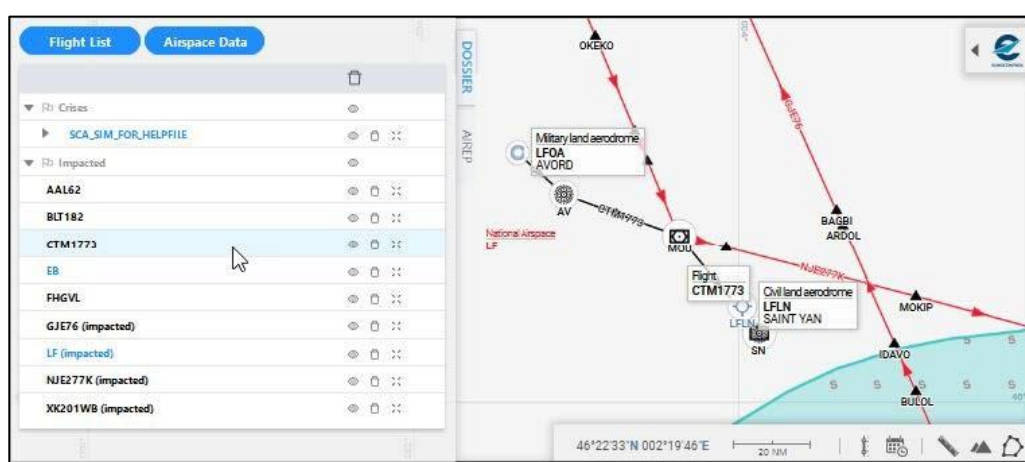 Flight List
Airspace Data
Crises
SCA_SIM_FOR_HELPFILE
Impacted
AAL62
BLT182
CTM1773
EB
FHGVL
GJE76 (impacted)
LF (impacted)
NJE277K (impacted)
XK201WB (impacted)
DOSSIER
AIREP
OKEKO
004°
EUROCONTROL
GJE76
Military land aerodrome
LFOA
AVORD
AV
CTM1773
National Airspace
LF
MOU
BAGBI
ARDOL
NJE277K
Flight
CTM1773
Civil land aerodrome
LFLN
SAINT YAN
LFLN
SN
MOKIP
IDAVO
S S
S S S S S
BULOL
46°22'33"N 002°19'46"E
20 NM